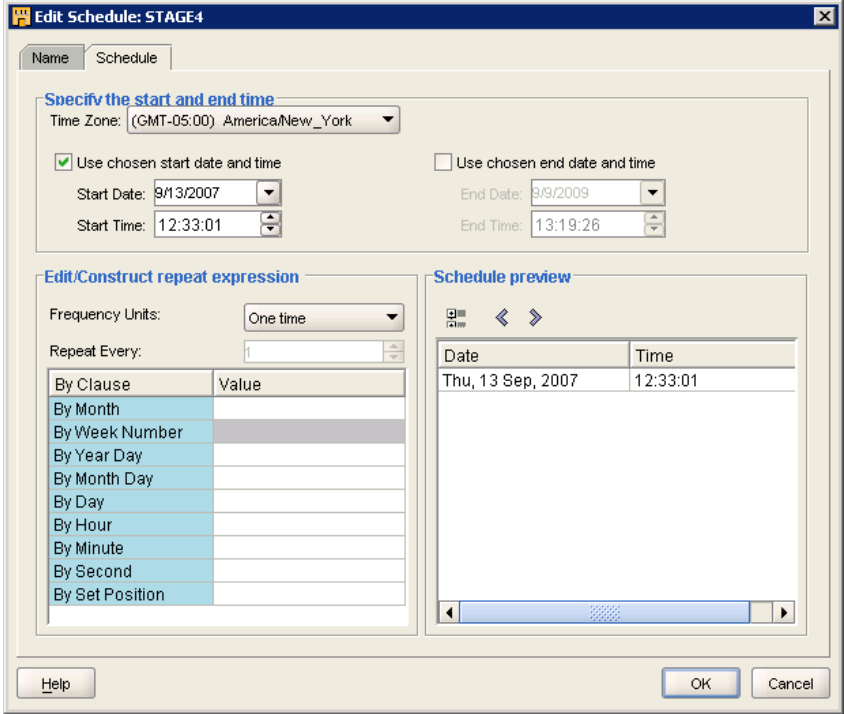 Edit Schedule: STAGE4
Name Schedule
Specify the start and end time
Time Zone: (GMT-05:00) America/New_York
Use chosen start date and time Use chosen end date and time
Start Date: 9/13/2007 End Date: 9/9/2009
Start Time: 12:33:01 End Time: 13:19:26
Edit/Construct repeat expression
Frequency Units: One time
Repeat Every: 1
By Clause Value
By Month
By Week Number
By Year Day
By Month Day
By Day
By Hour
By Minute
By Second
By Set Position
Schedule preview
Date Time
Thu, 13 Sep, 2007 12:33:01
Help OK Cancel